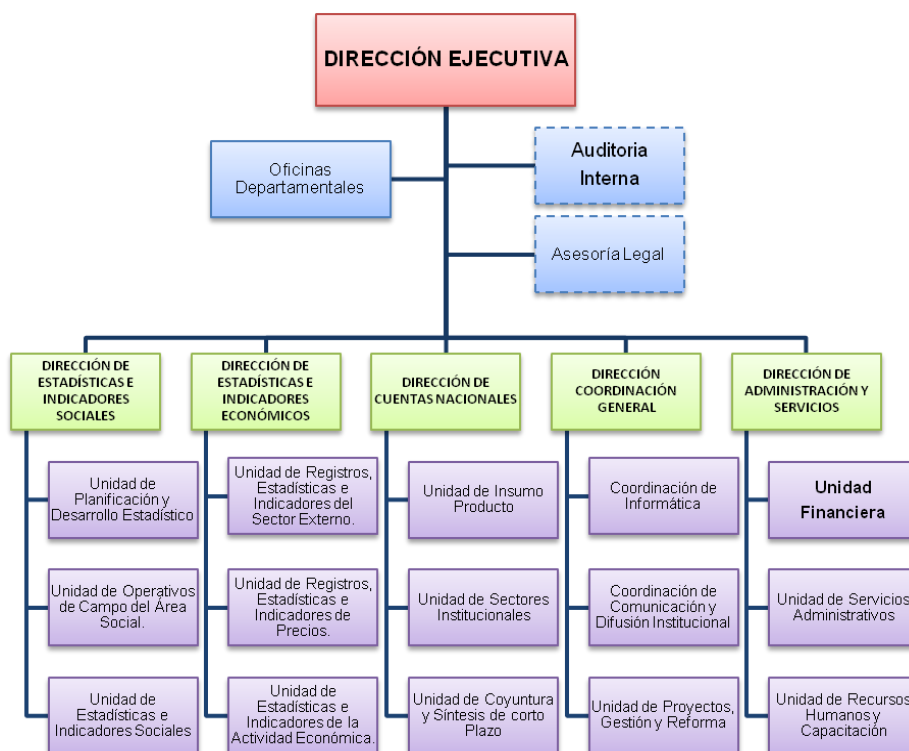 DIRECCIÓN EJECUTIVA
Oficinas
Departamentales
Auditoria
Interna
Asesoría Legal
DIRECCIÓN DE
ESTADÍSTICAS E
INDICADORES
SOCIALES
DIRECCIÓN DE
ESTADÍSTICAS E
INDICADORES
ECONÓMICOS
DIRECCIÓN DE
CUENTAS NACIONALES
DIRECCIÓN
COORDINACIÓN
GENERAL
DIRECCIÓN DE
ADMINISTRACIÓN Y
SERVICIOS
Unidad de
Planificación y
Desarrollo Estadístico
Unidad de Registros,
Estadísticas e
Indicadores del
Sector Externo.
Unidad de Insumo
Producto
Coordinación de
Informática
Unidad
Financiera
Unidad de Operativos
de Campo del Área
Social.
Unidad de Registros,
Estadísticas e
Indicadores de
Precios.
Unidad de Sectores
Institucionales
Coordinación de
Comunicación y
Difusión Institucional
Unidad de Servicios
Administrativos
Unidad de
Estadísticas e
Indicadores Sociales
Unidad de
Estadísticas e
Indicadores de la
Actividad Económica.
Unidad de Coyuntura
y Síntesis de corto
Plazo
Unidad de Proyectos,
Gestión y Reforma
Unidad de Recursos
Humanos y
Capacitación